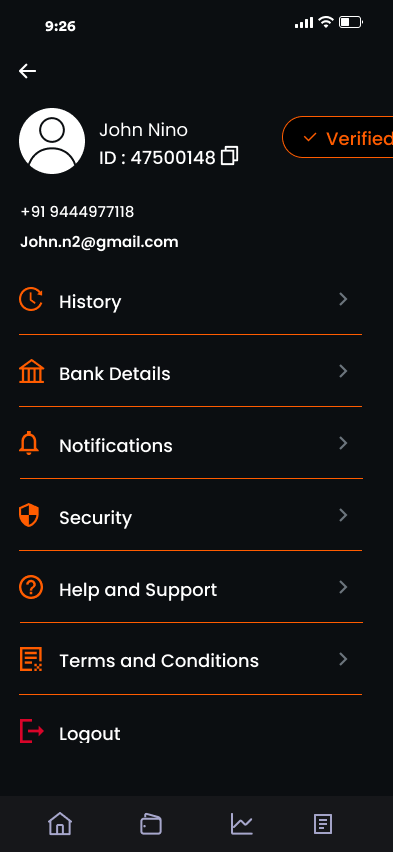 9:26
John Nino
ID : 47500148
Verified
+91 9444977118
John.n2@gmail.com
History
Bank Details
Notifications
Security
Help and Support
Terms and Conditions
Logout